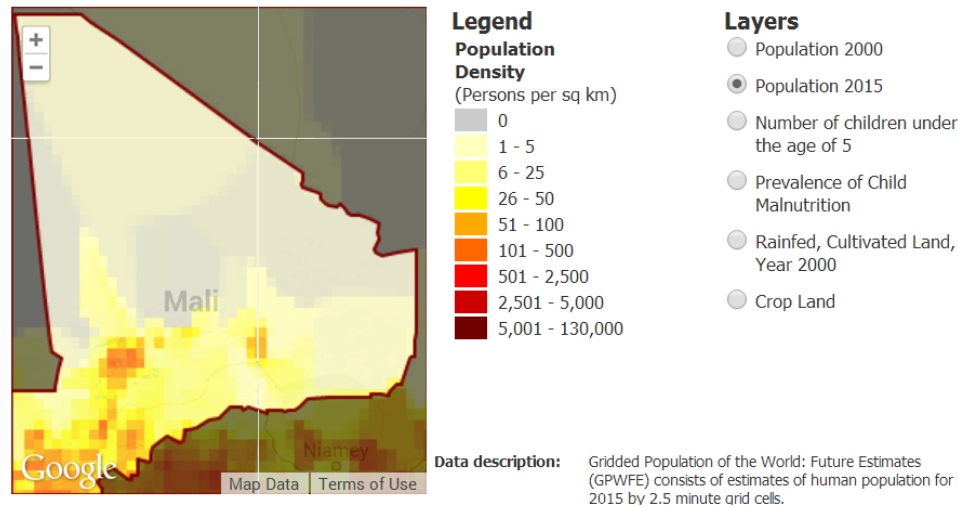 +
−
Mali
Niamey
Google
Map Data
Terms of Use
Legend
Population
Density
(Persons per sq km)
0
1 - 5
6 - 25
26 - 50
51 - 100
101 - 500
501 - 2,500
2,501 - 5,000
5,001 - 130,000
Layers
Population 2000
Population 2015
Number of children under
the age of 5
Prevalence of Child
Malnutrition
Rainfed, Cultivated Land,
Year 2000
Crop Land
Data description:
Gridded Population of the World: Future Estimates
(GPWFE) consists of estimates of human population for
2015 by 2.5 minute grid cells.